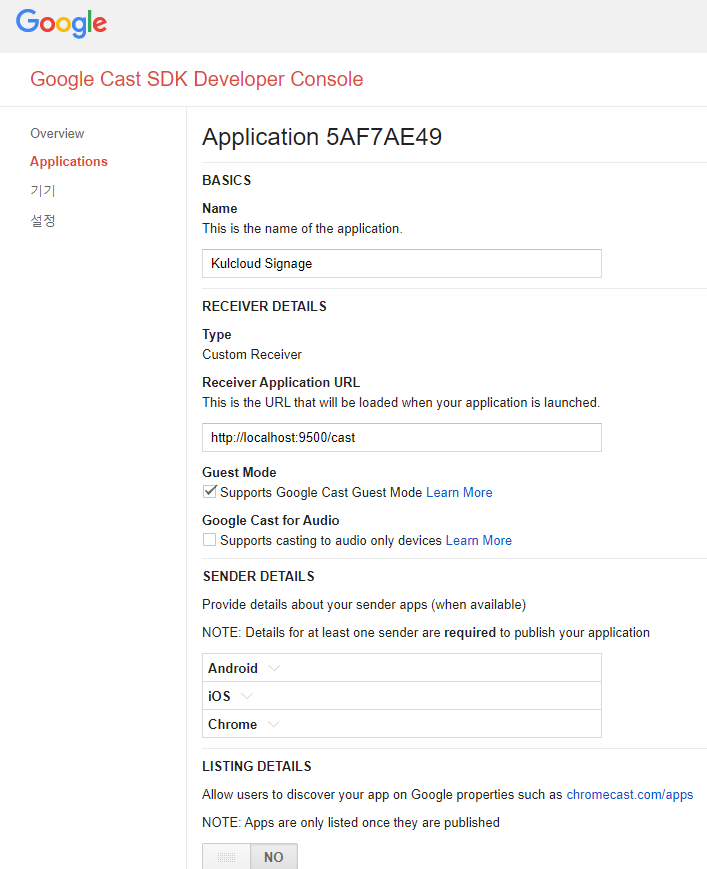 Google
Google Cast SDK Developer Console
Overview
Applications
기기
설정
Application 5AF7AE49
BASICS
Name
This is the name of the application.
Kulcloud Signage
RECEIVER DETAILS
Type
Custom Receiver
Receiver Application URL
This is the URL that will be loaded when your application is launched.
http://localhost:9500/cast
Guest Mode
Supports Google Cast Guest Mode Learn More
Google Cast for Audio
Supports casting to audio only devices Learn More
SENDER DETAILS
Provide details about your sender apps (when available)
NOTE: Details for at least one sender are required to publish your application
Android
iOS
Chrome
LISTING DETAILS
Allow users to discover your app on Google properties such as chromecast.com/apps
NOTE: Apps are only listed once they are published
NO